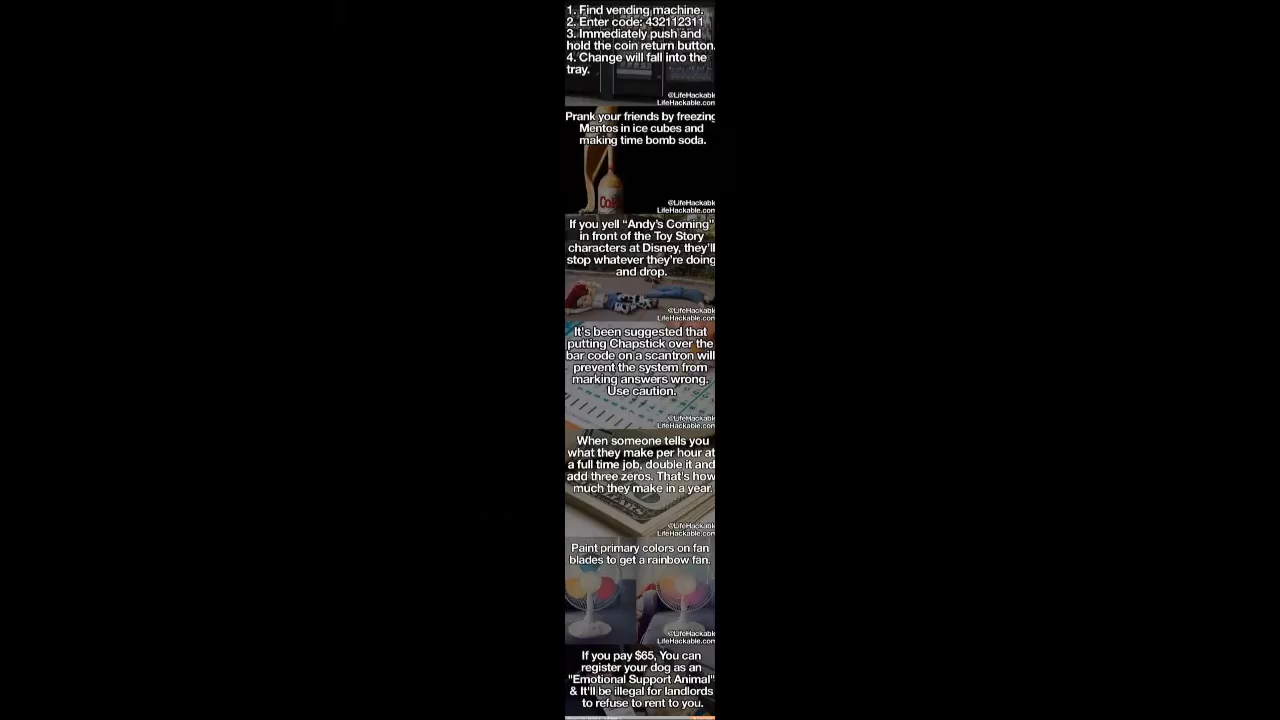 1. Find vending machine.
2. Enter code: 432112311
3. Immediately push and
hold the coin return button.
4. Change will fall into the
tray.
@LifeHackable
LifeHackable.com
Prank your friends by freezing
Mentos in ice cubes and
making time bomb soda.
@LifeHackable
LifeHackable.com
If you yell “Andy's Coming”
in front of the Toy Story
characters at Disney, they'll
stop whatever they're doing
and drop.
@LifeHackable
LifeHackable.com
It's been suggested that
putting Chapstick over the
bar code on a scantron will
prevent the system from
marking answers wrong.
Use caution.
@LifeHackable
LifeHackable.com
When someone tells you
what they make per hour at
a full time job, double it and
add three zeros. That's how
much they make in a year.
@LifeHackable
LifeHackable.com
Paint primary colors on fan
blades to get a rainbow fan.
@LifeHackable
LifeHackable.com
If you pay $65, You can
register your dog as an
"Emotional Support Animal"
& It'll be illegal for landlords
to refuse to rent to you.